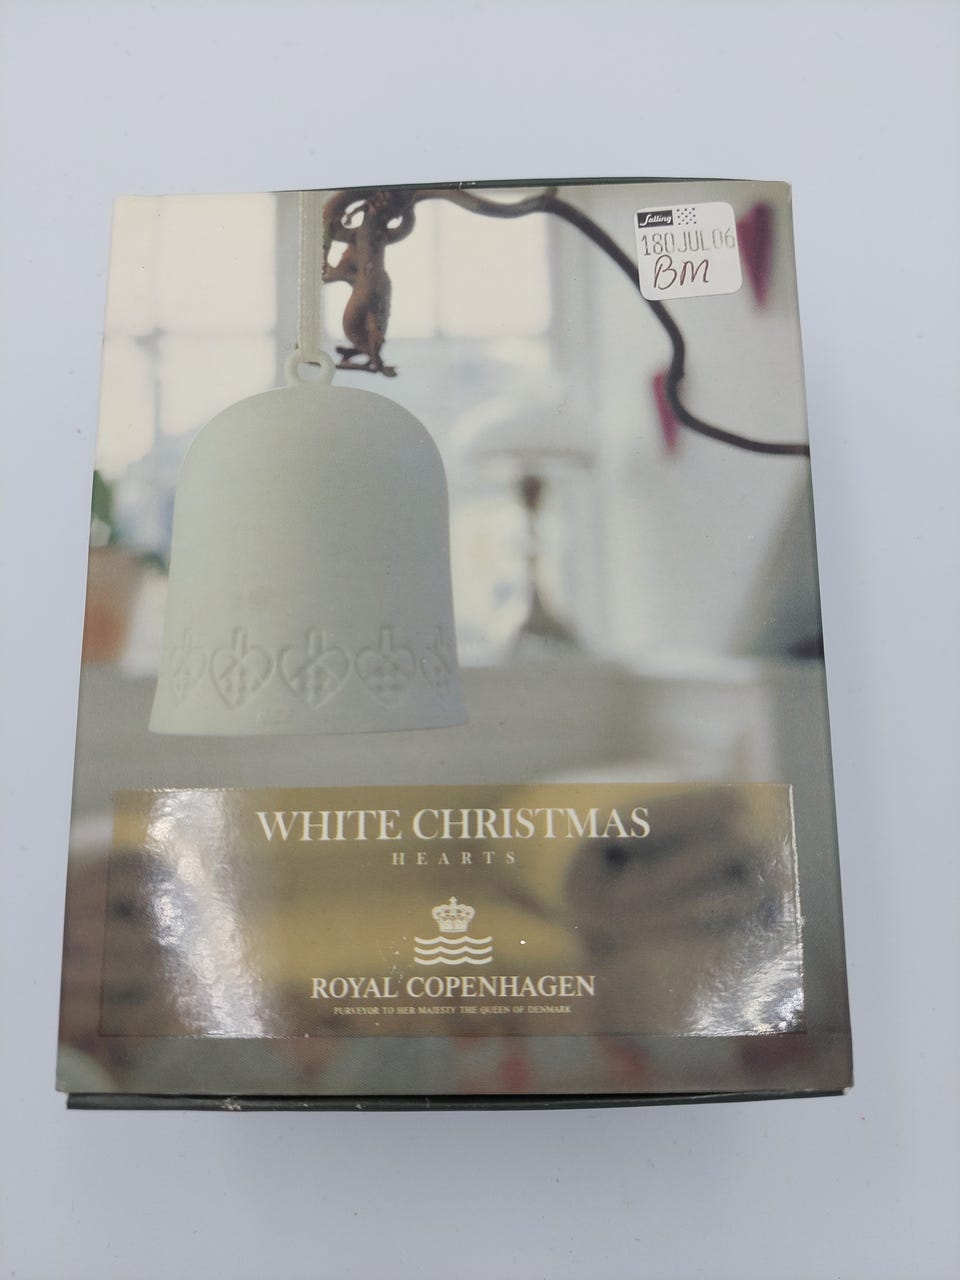 Salling
180JUL06
BM
WHITE CHRISTMAS
HEARTS
ROYAL COPENHAGEN
PURVEYOR TO HER MAJESTY THE QUEEN OF DENMARK